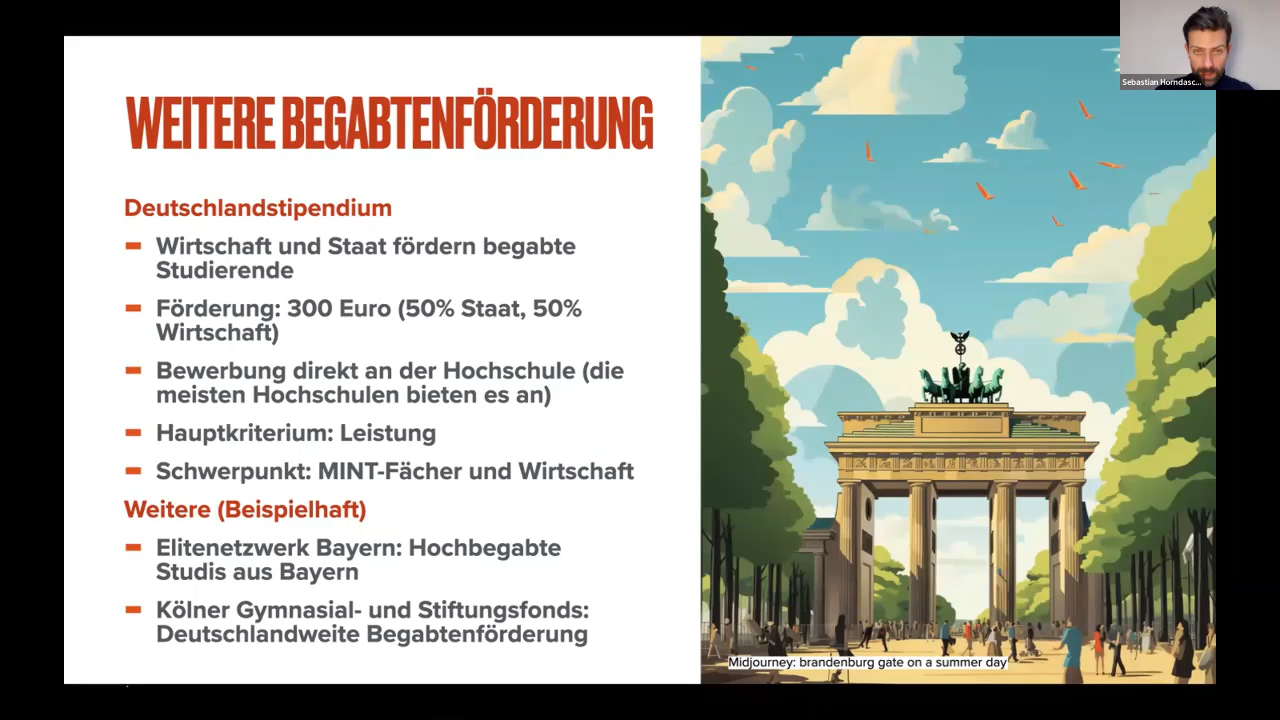 WEITERE BEGABTENFÖRDERUNG
Deutschlandstipendium
Wirtschaft und Staat fördern begabte
Studierende
Förderung: 300 Euro (50% Staat, 50%
Wirtschaft)
Bewerbung direkt an der Hochschule (die
meisten Hochschulen bieten es an)
Hauptkriterium: Leistung
Schwerpunkt: MINT-Fächer und Wirtschaft
Weitere (Beispielhaft)
Elitenetzwerk Bayern: Hochbegabte
Studis aus Bayern
Kölner Gymnasial- und Stiftungsfonds:
Deutschlandweite Begabtenförderung
Midjourney: brandenburg gate on a summer day
Sebastian Horndasc...